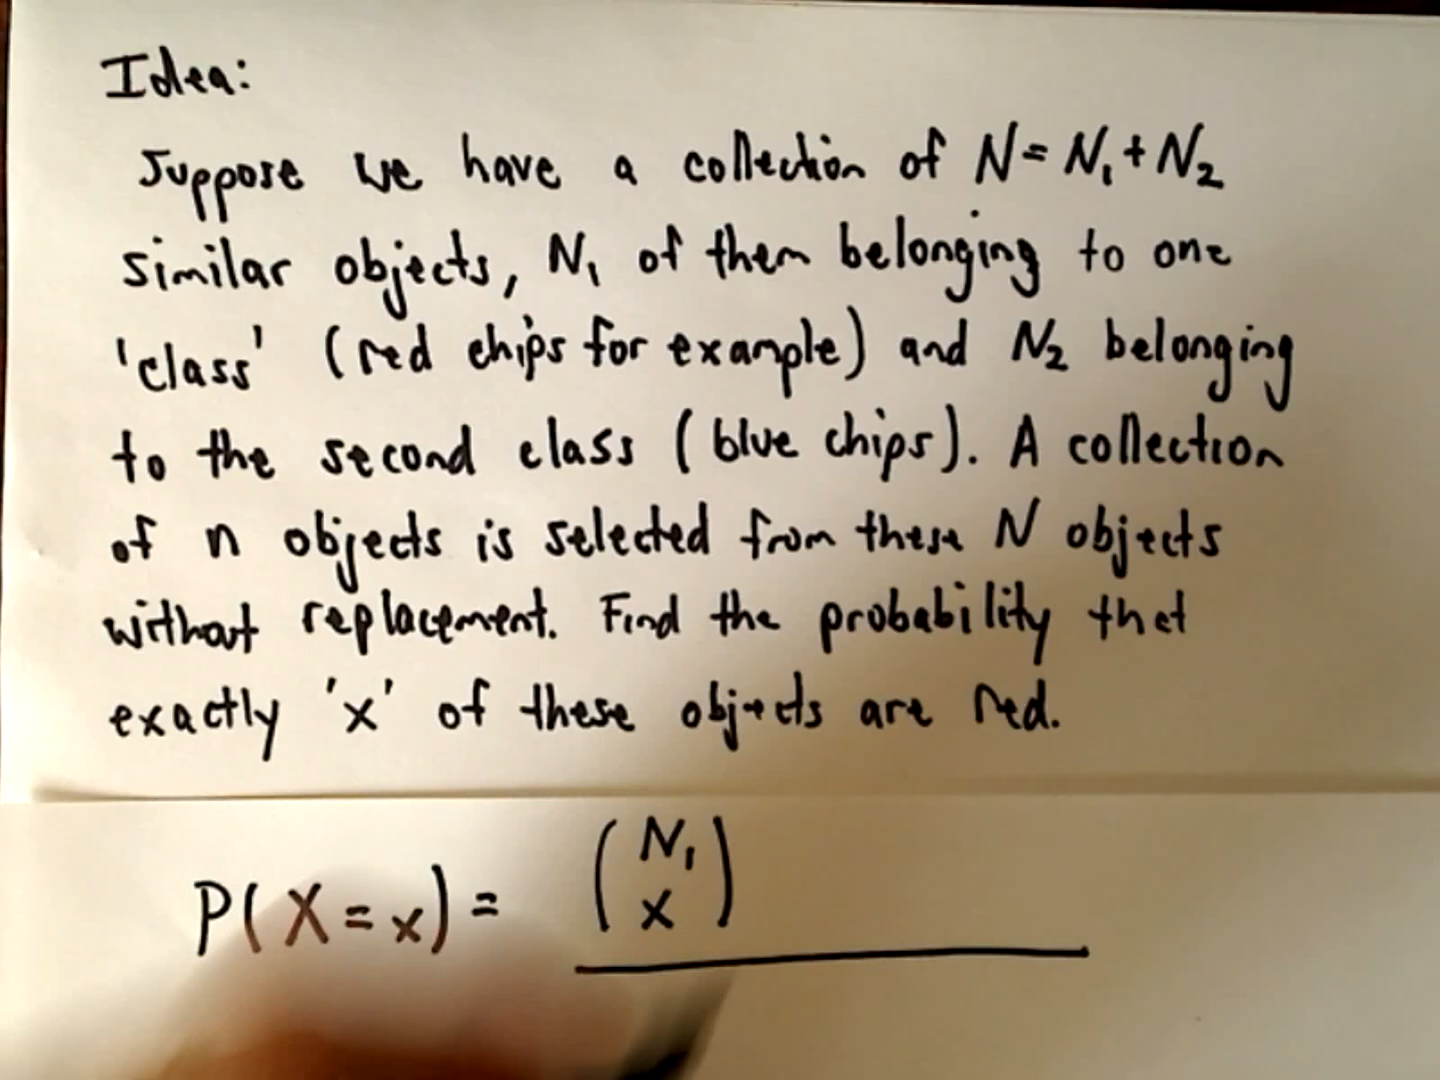 Idea:
Suppose we have a collection of N = N₁ + N₂
similar objects, N₁ of them belonging to one
'class' (red chips for example) and N₂ belonging
to the second class (blue chips). A collection
of n objects is selected from these N objects
without replacement. Find the probability that
exactly 'x' of these objects are red.
P(X = x) = (N₁
x)